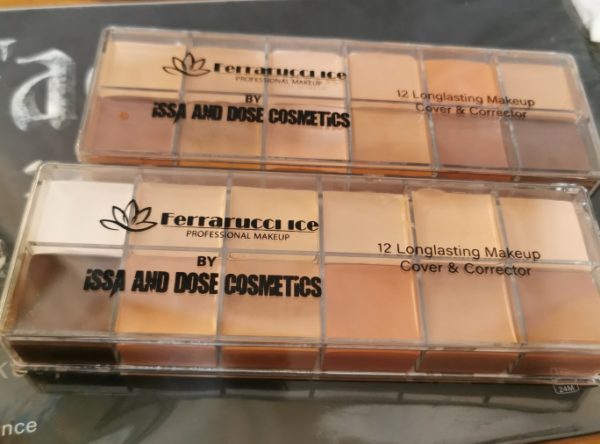 Ferrarucci ice
PROFESSIONAL MAKEUP
BY
iSSA AND DOSE COSMETiCS
12 Longlasting Makeup
Cover & Corrector
Ferrarucci ice
PROFESSIONAL MAKEUP
BY
iSSA AND DOSE COSMETiCS
12 Longlasting Makeup
Cover & Corrector
24M
nce